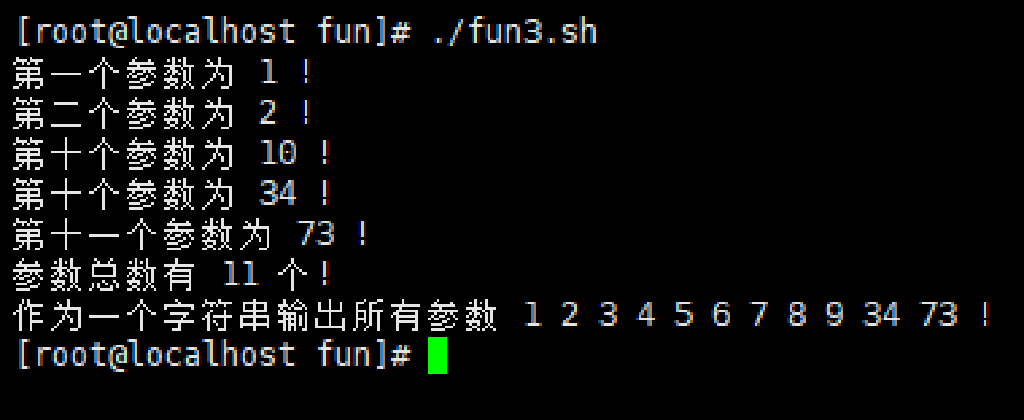 [root@localhost fun]# ./fun3.sh
第一个参数为 1 !
第二个参数为 2 !
第十个参数为 10 !
第十个参数为 34 !
第十一个参数为 73 !
参数总数有 11 个!
作为一个字符串输出所有参数 1 2 3 4 5 6 7 8 9 34 73 !
[root@localhost fun]#